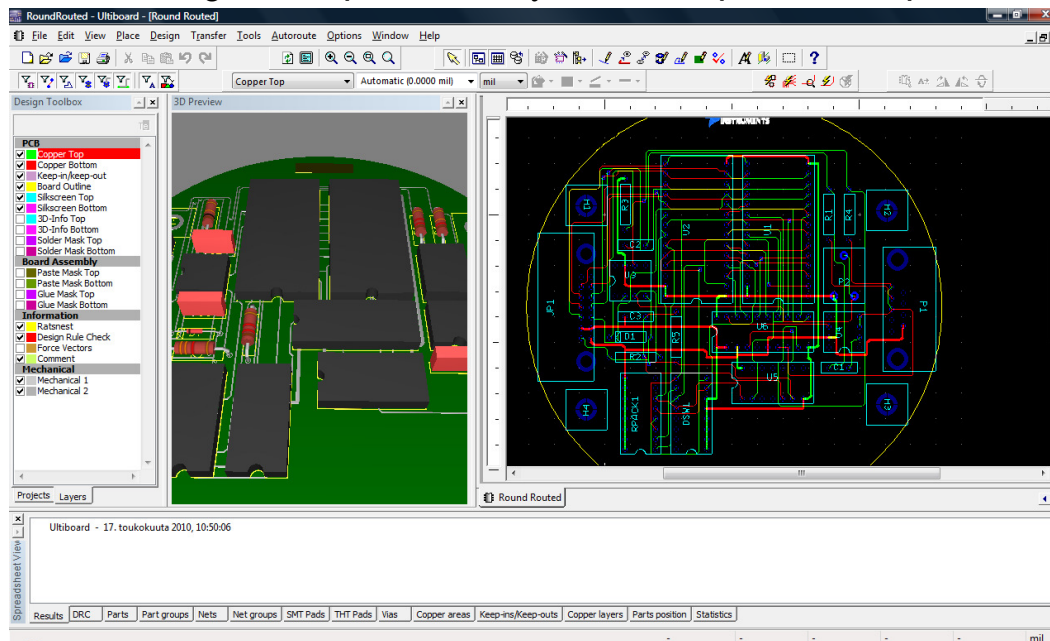 RoundRouted - Ultiboard - [Round Routed]
File Edit View Place Design Transfer Tools Autoroute Options Window Help
Copper Top Automatic (0.0000 mil) mil
Design Toolbox
3D Preview
PCB
Copper Top
Copper Bottom
Keep-in/keep-out
Board Outline
Silkscreen Top
Silkscreen Bottom
3D-Info Top
3D-Info Bottom
Solder Mask Top
Solder Mask Bottom
Board Assembly
Paste Mask Top
Paste Mask Bottom
Glue Mask Top
Glue Mask Bottom
Information
Ratsnest
Design Rule Check
Force Vectors
Comment
Mechanical
Mechanical 1
Mechanical 2
Projects Layers
INSTRUMENTS
H1 R3 U2 U1 R1 R4 H2
C2
U3 P2
JP1 P1
C3 U6 U4
D1 R5
R2 C1
U5
H4 RPACK1 DSW1 H3
Round Routed
Ultiboard - 17. toukokuuta 2010, 10:50:06
Spreadsheet View
Results DRC Parts Part groups Nets Net groups SMT Pads THT Pads Vias Copper areas Keep-ins/Keep-outs Copper layers Parts position Statistics
- - - - - mil